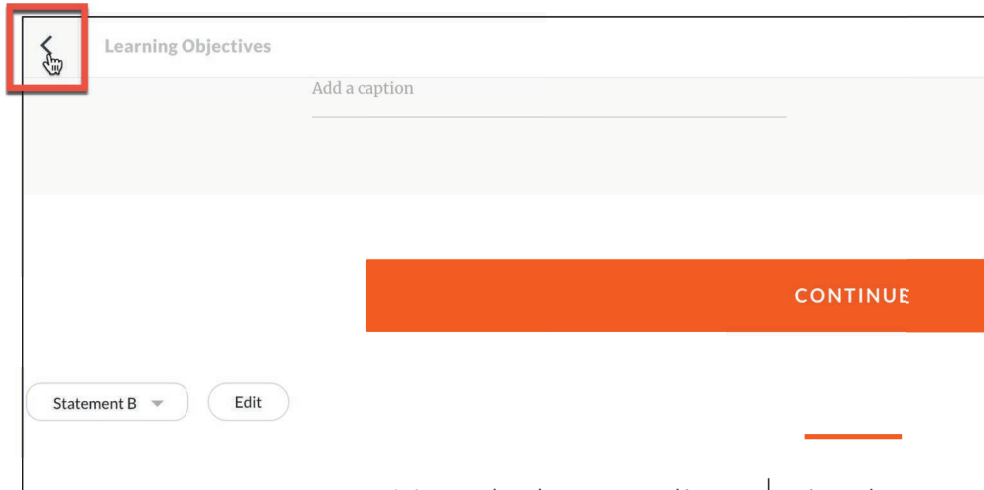 Learning Objectives
Add a caption
CONTINUE
Statement B
Edit